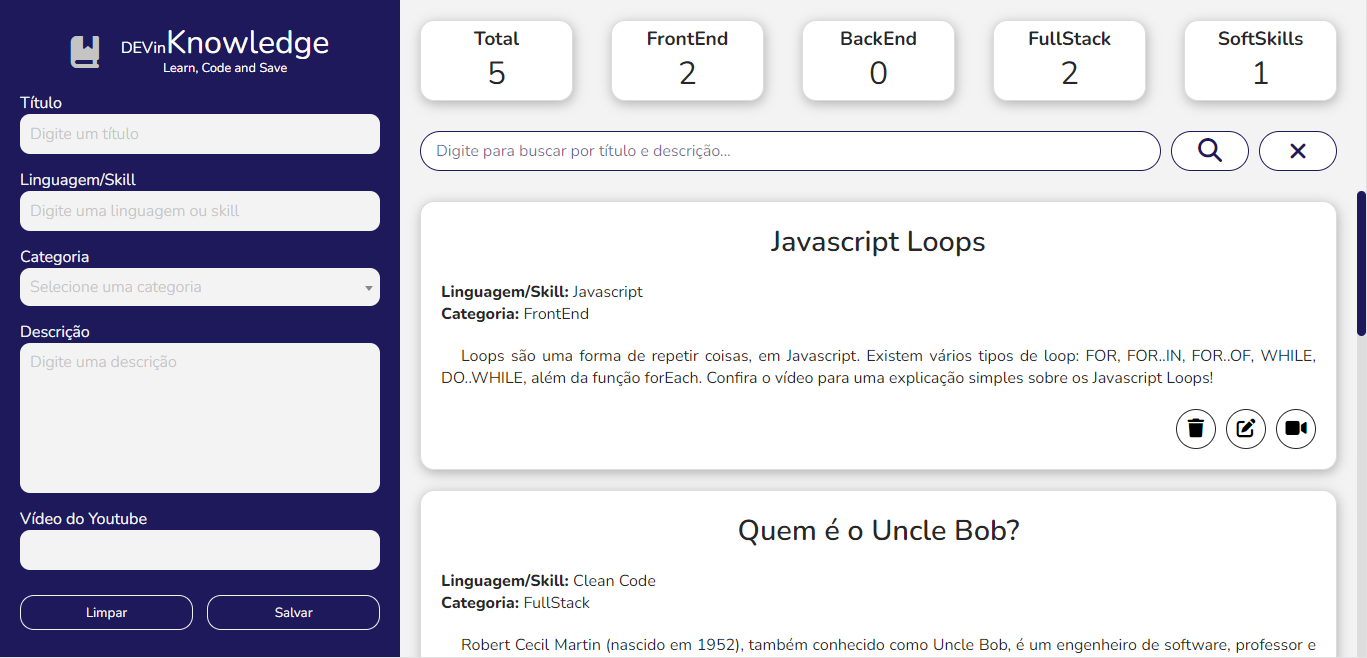 DEVinKnowledge
Learn, Code and Save
Título
Digite um título
Linguagem/Skill
Digite uma linguagem ou skill
Categoria
Selecione uma categoria
Descrição
Digite uma descrição
Vídeo do Youtube
Limpar
Salvar
Total
5
FrontEnd
2
BackEnd
0
FullStack
2
SoftSkills
1
Digite para buscar por título e descrição...
Javascript Loops
Linguagem/Skill: Javascript
Categoria: FrontEnd
Loops são uma forma de repetir coisas, em Javascript. Existem vários tipos de loop: FOR, FOR..IN, FOR..OF, WHILE,
DO..WHILE, além da função forEach. Confira o vídeo para uma explicação simples sobre os Javascript Loops!
Quem é o Uncle Bob?
Linguagem/Skill: Clean Code
Categoria: FullStack
Robert Cecil Martin (nascido em 1952), também conhecido como Uncle Bob, é um engenheiro de software, professor e